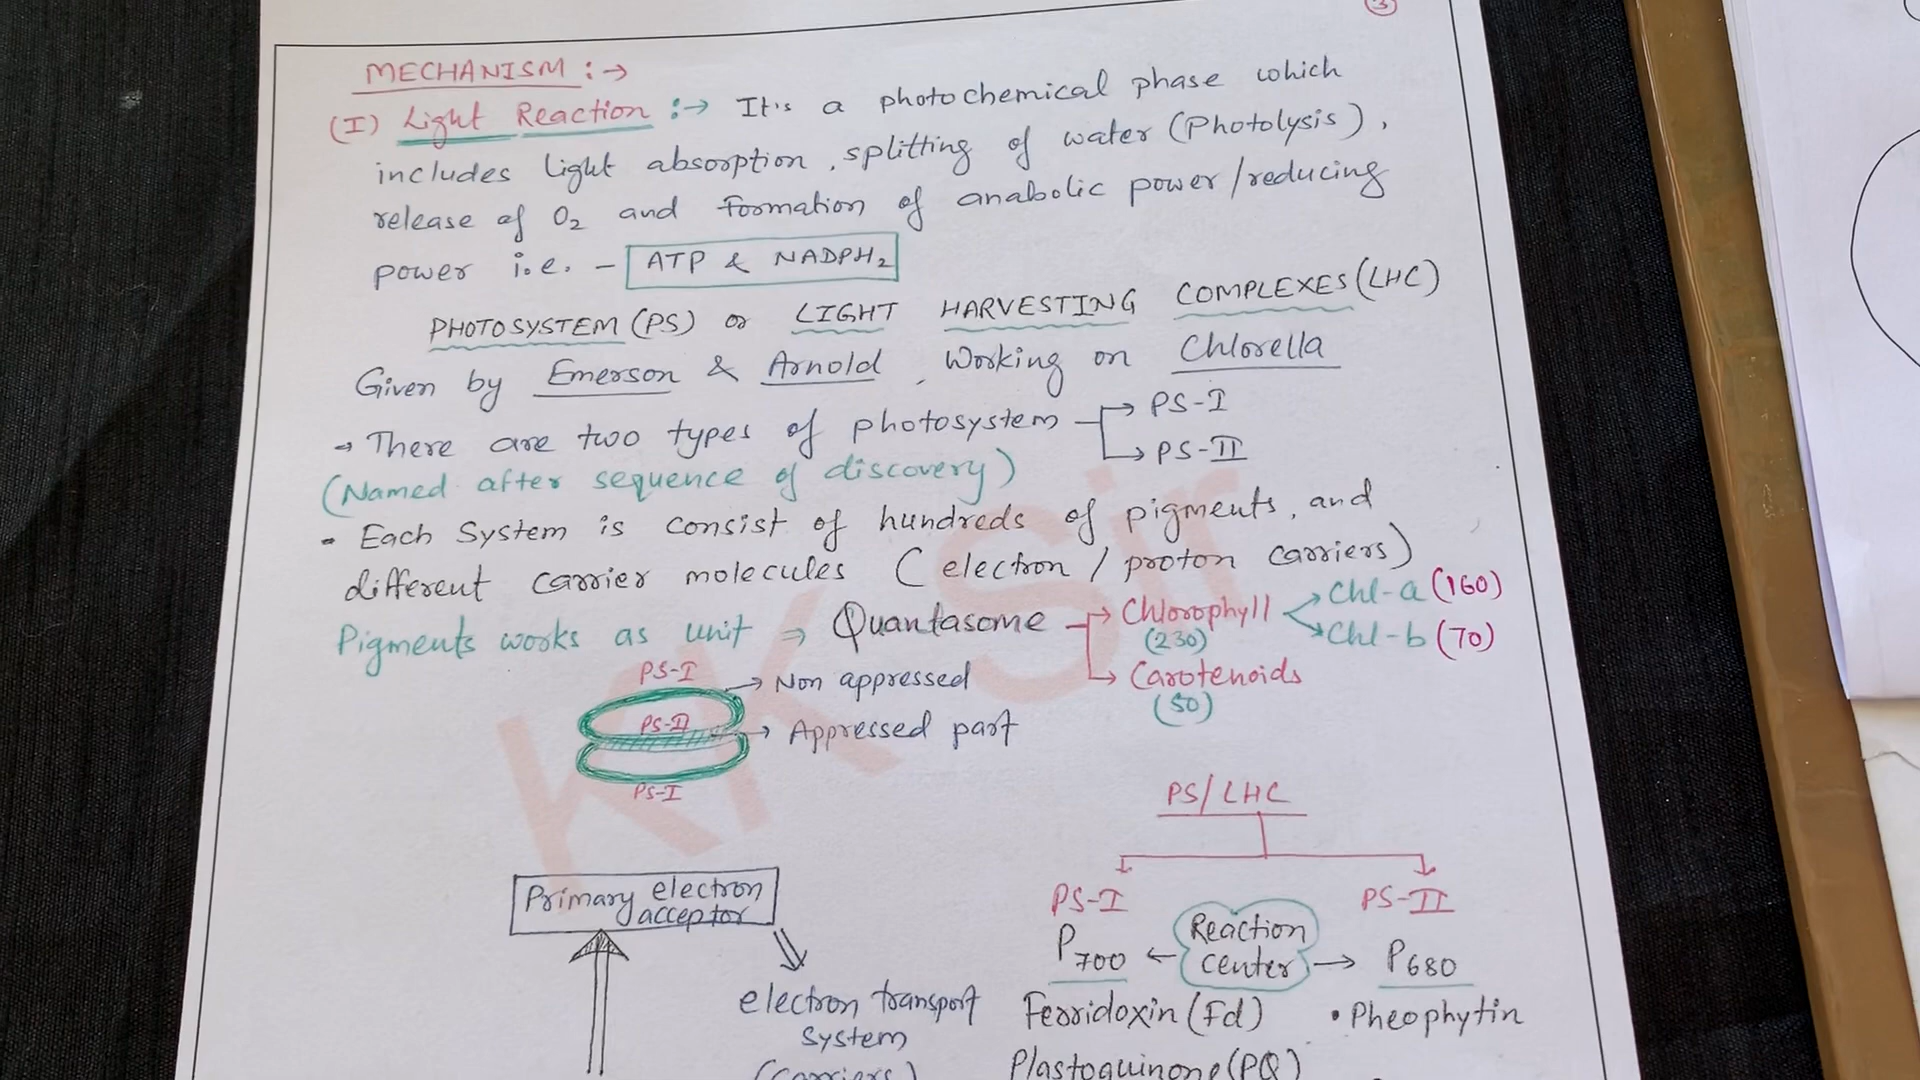 3
MECHANISM :→
(I) Light Reaction :→ It's a photochemical phase which
includes light absorption, splitting of water (Photolysis),
release of O₂ and formation of anabolic power/reducing
power i.e. - ATP & NADPH₂
PHOTOSYSTEM (PS) or LIGHT HARVESTING COMPLEXES (LHC)
Given by Emerson & Arnold, Working on Chlorella
→ There are two types of photosystem → PS-I
→ PS-II
(Named after sequence of discovery)
- Each System is consist of hundreds of pigments, and
different carrier molecules (electron / proton carriers)
Pigments works as unit → Quantasome → Chlorophyll (230) → Chl-a (160)
→ Chl-b (70)
→ Carotenoids (50)
PS-I → Non appressed
PS-II → Appressed part
PS-I
PS/LHC
PS-I PS-II
P700 ← Reaction center → P680
Ferridoxin (Fd) • Pheophytin
Plastoquinone (PQ)
Primary electron
acceptor
electron transport
system
(carriers)
KK Sir